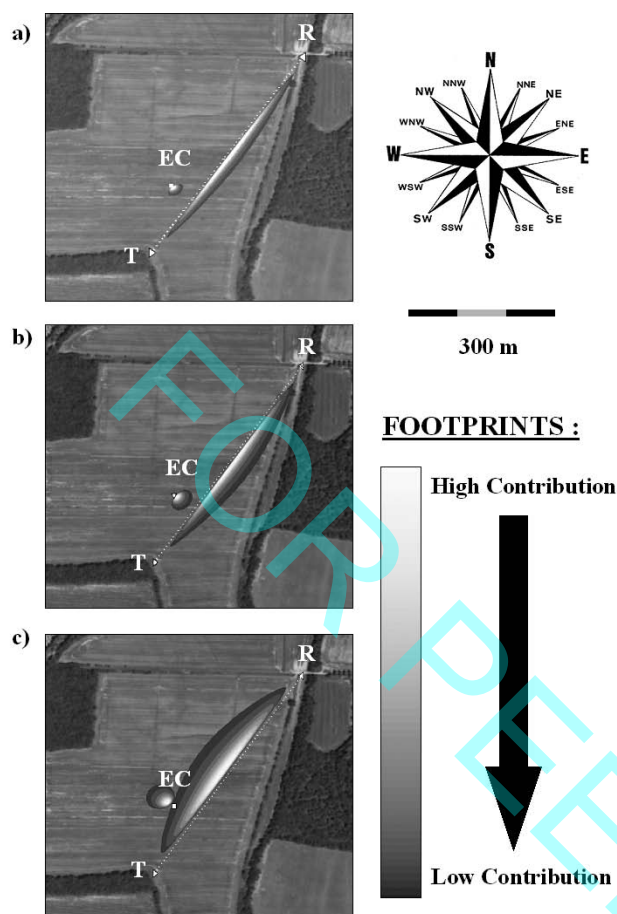 a)
R
EC
T
N
NNW
NNE
NW
NE
WNW
ENE
W
E
WSW
ESE
SW
SE
SSW
SSE
S
300 m
b)
R
EC
T
FOOTPRINTS :
High Contribution
Low Contribution
c)
R
EC
T
FOR PEE